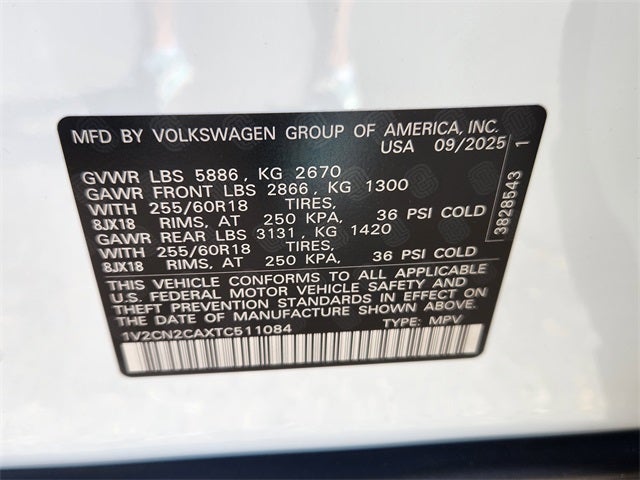 MFD BY VOLKSWAGEN GROUP OF AMERICA, INC.
USA 09/2025
GVWR LBS 5886, KG 2670
GAWR FRONT LBS 2866, KG 1300
WITH 255/60R18 TIRES,
8JX18 RIMS, AT 250 KPA, 36 PSI COLD
GAWR REAR LBS 3131, KG 1420
WITH 255/60R18 TIRES,
8JX18 RIMS, AT 250 KPA, 36 PSI COLD
THIS VEHICLE CONFORMS TO ALL APPLICABLE
U.S. FEDERAL MOTOR VEHICLE SAFETY AND
THEFT PREVENTION STANDARDS IN EFFECT ON
THE DATE OF MANUFACTURE SHOWN ABOVE.
1V2CN2CAXTC511084 TYPE: MPV
3828543 1